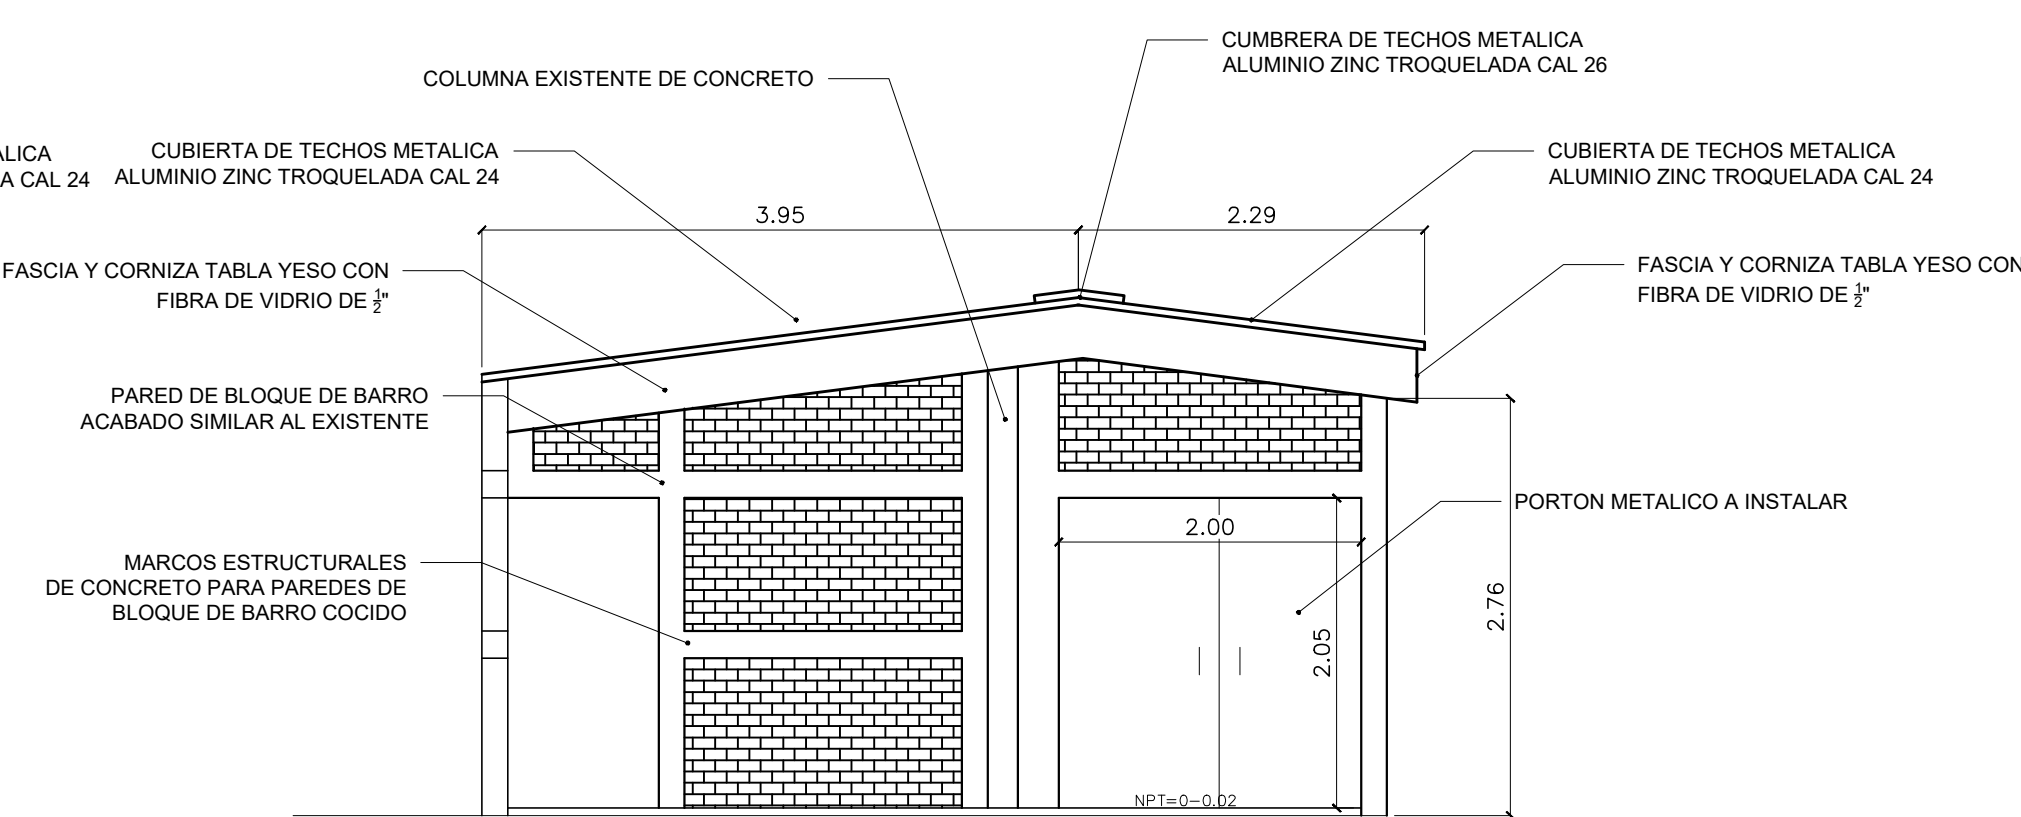 CUMBRERA DE TECHOS METALICA
ALUMINIO ZINC TROQUELADA CAL 26
COLUMNA EXISTENTE DE CONCRETO
ALICA
A CAL 24
CUBIERTA DE TECHOS METALICA
ALUMINIO ZINC TROQUELADA CAL 24
CUBIERTA DE TECHOS METALICA
ALUMINIO ZINC TROQUELADA CAL 24
3.95
2.29
FASCIA Y CORNIZA TABLA YESO CON
FIBRA DE VIDRIO DE 1/2"
FASCIA Y CORNIZA TABLA YESO CON
FIBRA DE VIDRIO DE 1/2"
PARED DE BLOQUE DE BARRO
ACABADO SIMILAR AL EXISTENTE
PORTON METALICO A INSTALAR
2.00
MARCOS ESTRUCTURALES
DE CONCRETO PARA PAREDES DE
BLOQUE DE BARRO COCIDO
2.76
2.05
NPT=0-0.02